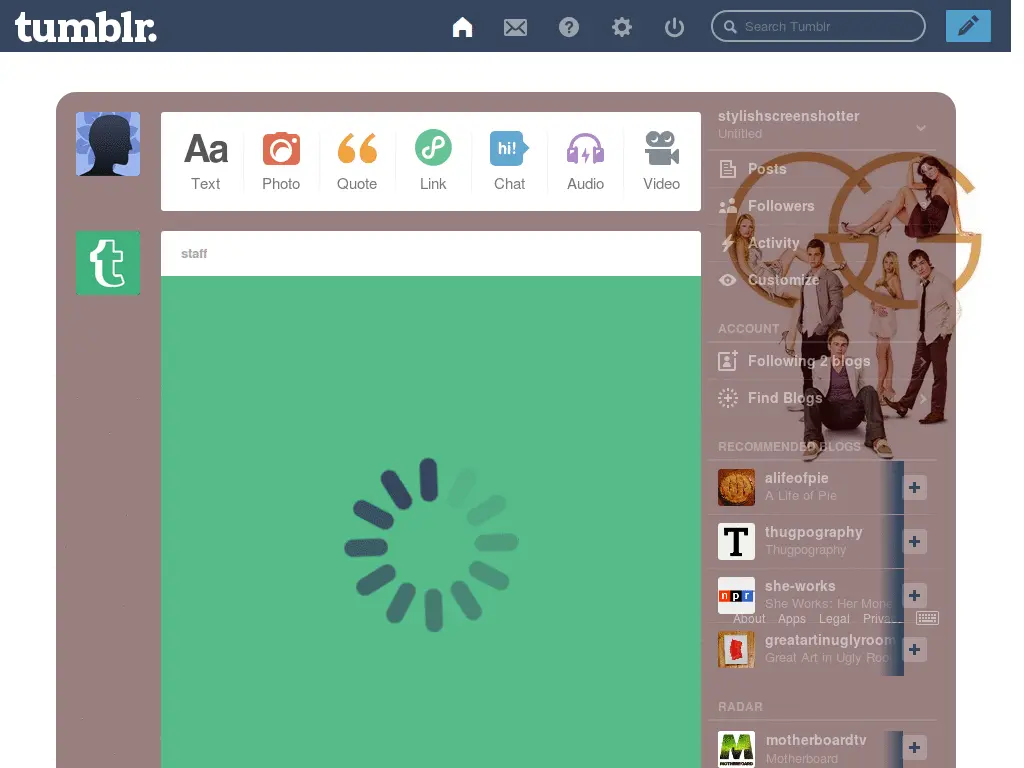 tumblr.
Search Tumblr
Aa
hi!
Text
Photo
Quote
Link
Chat
Audio
Video
t
staff
stylishscreenshotter
Untitled
Posts
Followers
Activity
Customize
GG
ACCOUNT
Following 2 blogs
Find Blogs
RECOMMENDED BLOGS
alifeofpie
A Life of Pie
T
thugpography
Thugpography
npr
she-works
She Works: Her Mone
About Apps Legal
greatartinuglyroom
Great Art in Ugly Roo
RADAR
M
MOTHERBOARD
motherboardtv
Motherboard